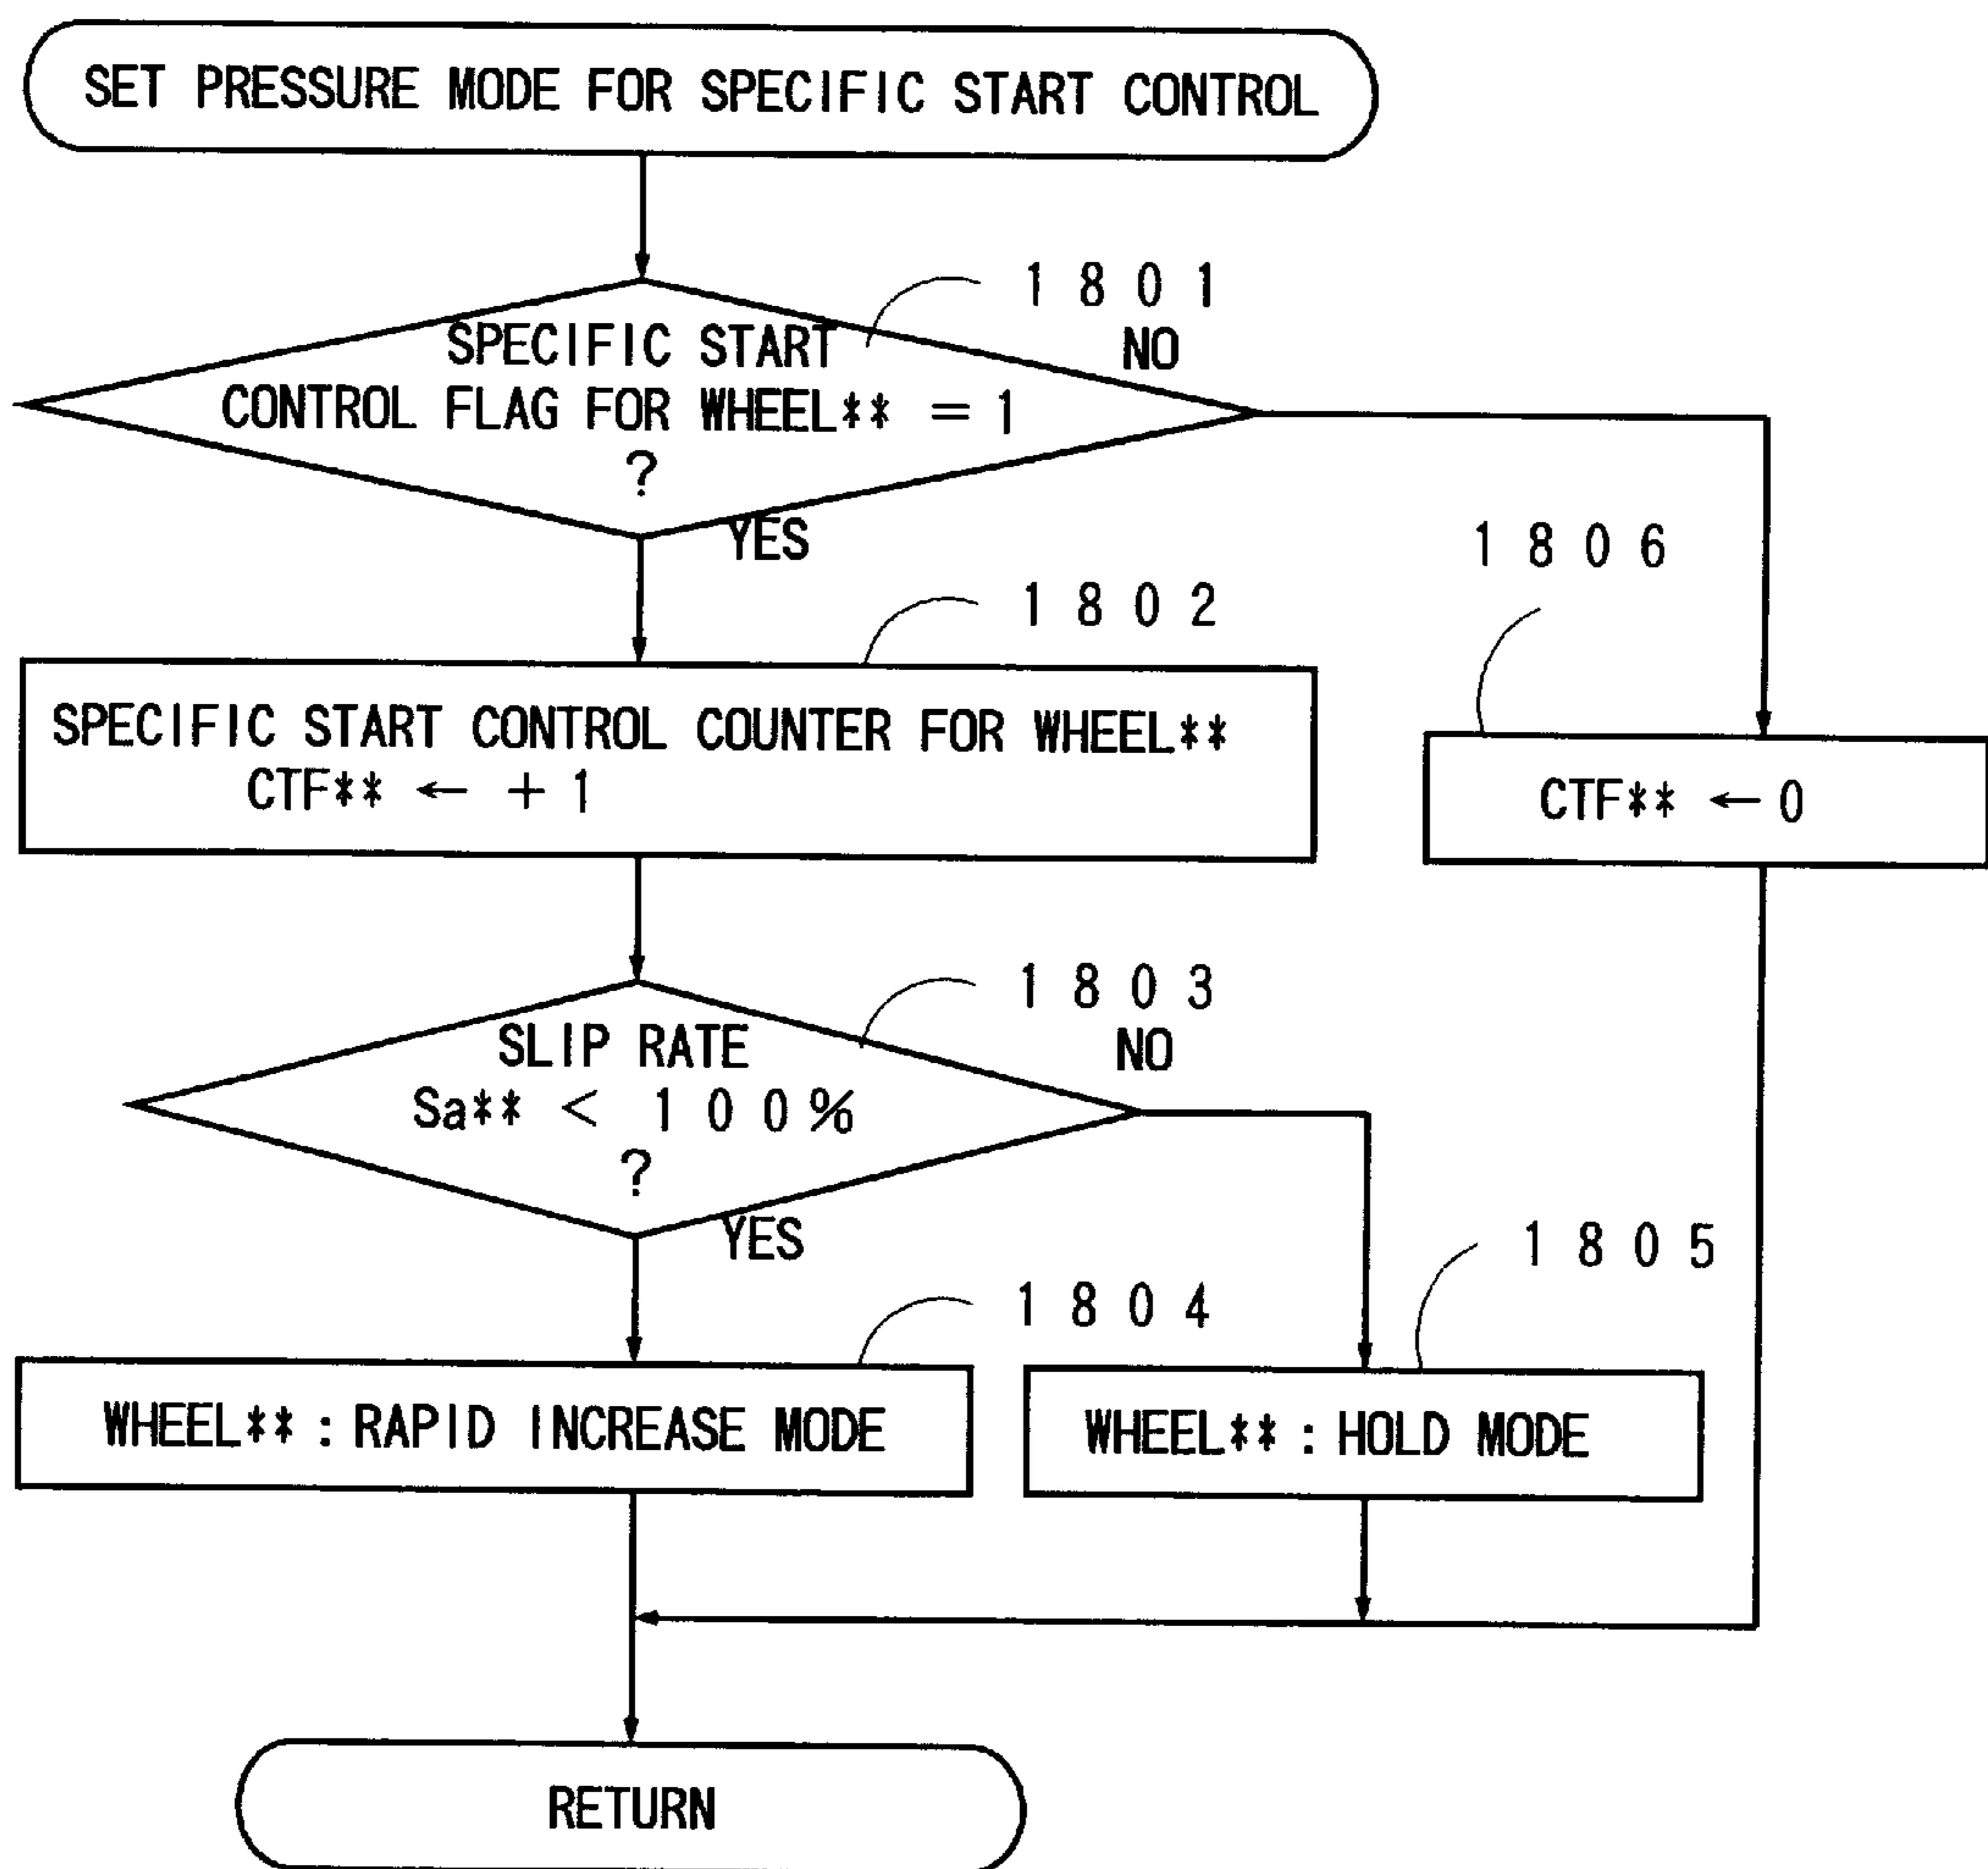 SET PRESSURE MODE FOR SPECIFIC START CONTROL
1801
SPECIFIC START
CONTROL FLAG FOR WHEEL** = 1
?
NO
YES
1802
SPECIFIC START CONTROL COUNTER FOR WHEEL**
CTF** ← + 1
1806
CTF** ← 0
1803
SLIP RATE
Sa** < 100%
?
NO
YES
1804
WHEEL** : RAPID INCREASE MODE
1805
WHEEL** : HOLD MODE
RETURN